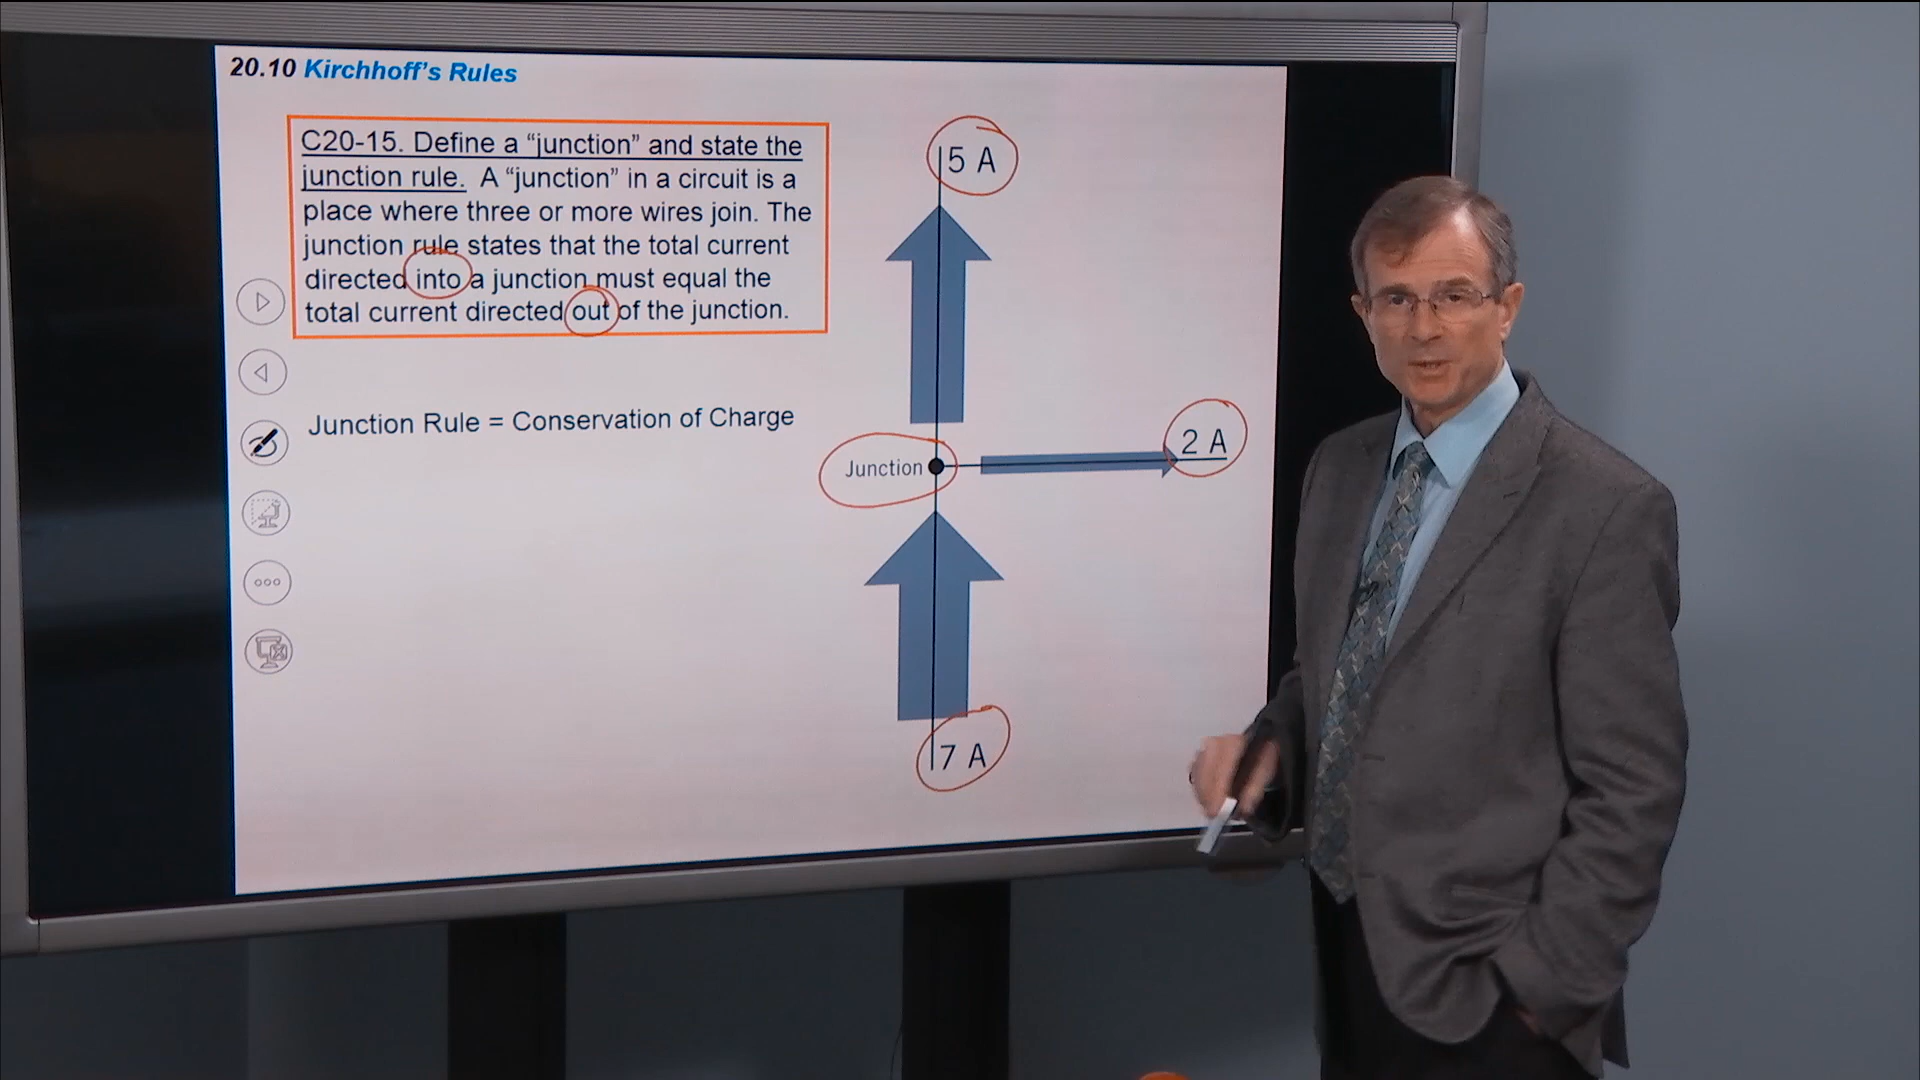 20.10 Kirchhoff's Rules
C20-15. Define a “junction” and state the
junction rule. A “junction” in a circuit is a
place where three or more wires join. The
junction rule states that the total current
directed into a junction must equal the
total current directed out of the junction.
Junction Rule = Conservation of Charge
5 A
2 A
Junction
7 A